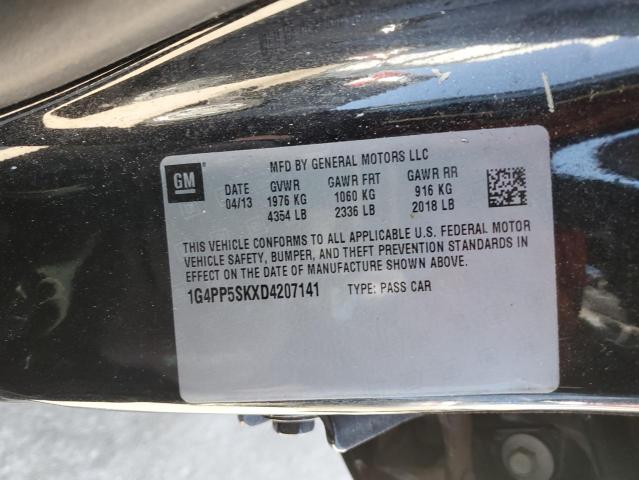 MFD BY GENERAL MOTORS LLC
GM
DATE GVWR GAWR FRT GAWR RR
04/13 1976 KG 1060 KG 916 KG
4354 LB 2336 LB 2018 LB
THIS VEHICLE CONFORMS TO ALL APPLICABLE U.S. FEDERAL MOTOR
VEHICLE SAFETY, BUMPER, AND THEFT PREVENTION STANDARDS IN
EFFECT ON THE DATE OF MANUFACTURE SHOWN ABOVE.
1G4PP5SKXD4207141 TYPE: PASS CAR